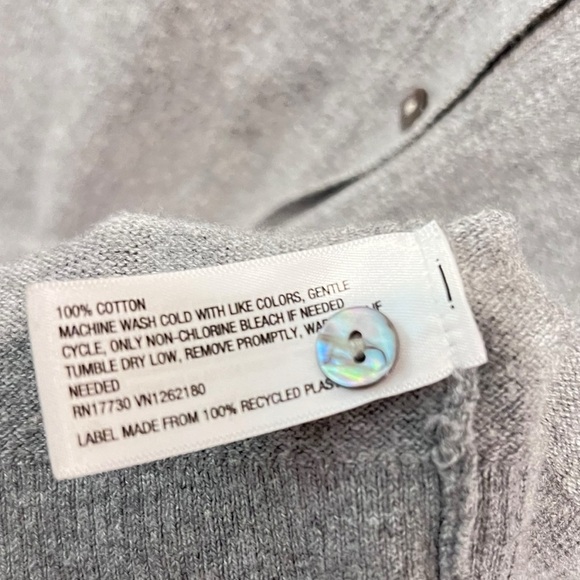 100% COTTON
MACHINE WASH COLD WITH LIKE COLORS, GENTLE
CYCLE, ONLY NON-CHLORINE BLEACH IF NEEDED
TUMBLE DRY LOW, REMOVE PROMPTLY, IF
NEEDED
RN17730 VN1262180
LABEL MADE FROM 100% RECYCLED